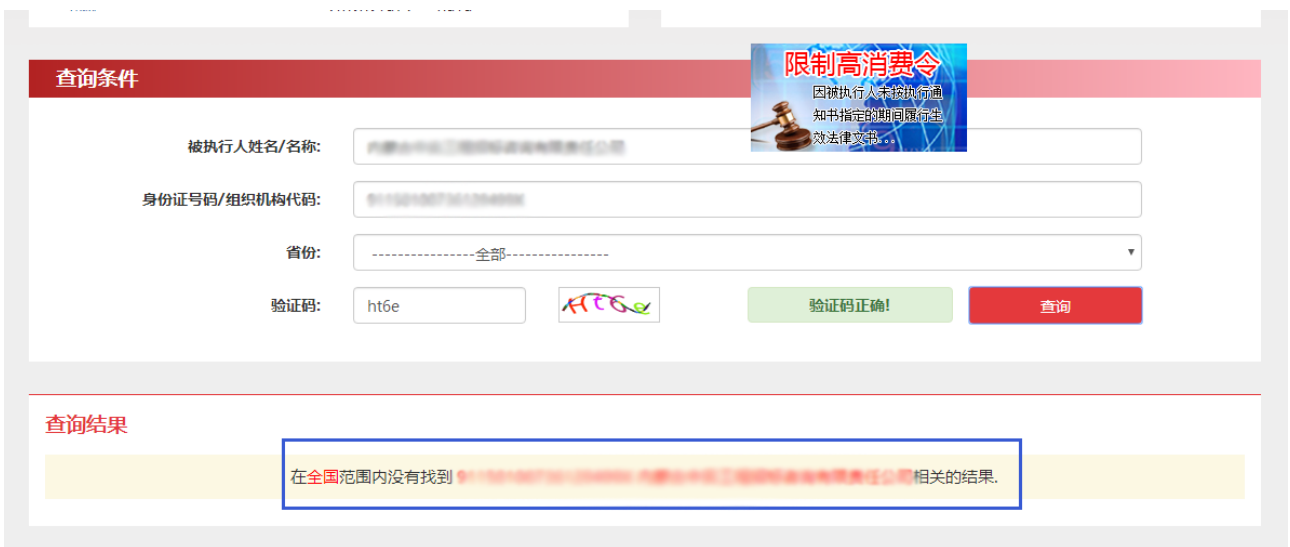 查询条件
限制高消费令
因被执行人未按执行通
知书指定的期间履行生
效法律文书...
被执行人姓名/名称:
身份证号码/组织机构代码:
省份:
----------------全部----------------
验证码:
ht6e
Ht6e
验证码正确!
查询
查询结果
在全国范围内没有找到
相关的结果.